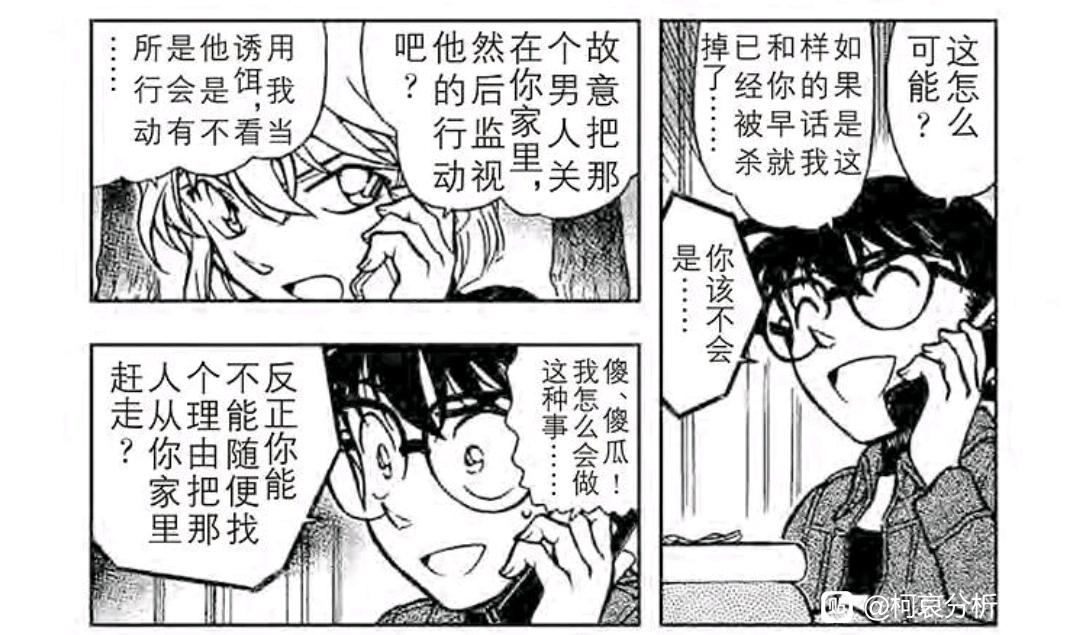 这怎么
可能？
如果是这
样的话我
和你早就
已经被杀
掉了……
你该不会
是……
故意把那
个男人关
在你家里，
然后监视
他的行动
吧？
用我当
诱饵，看
他是不
是会有
所行动
……
傻、傻瓜！
我怎么会做
这种事……
反正你能
不能随便找
个理由把那
人从你家里
赶走？
@柯哀分析